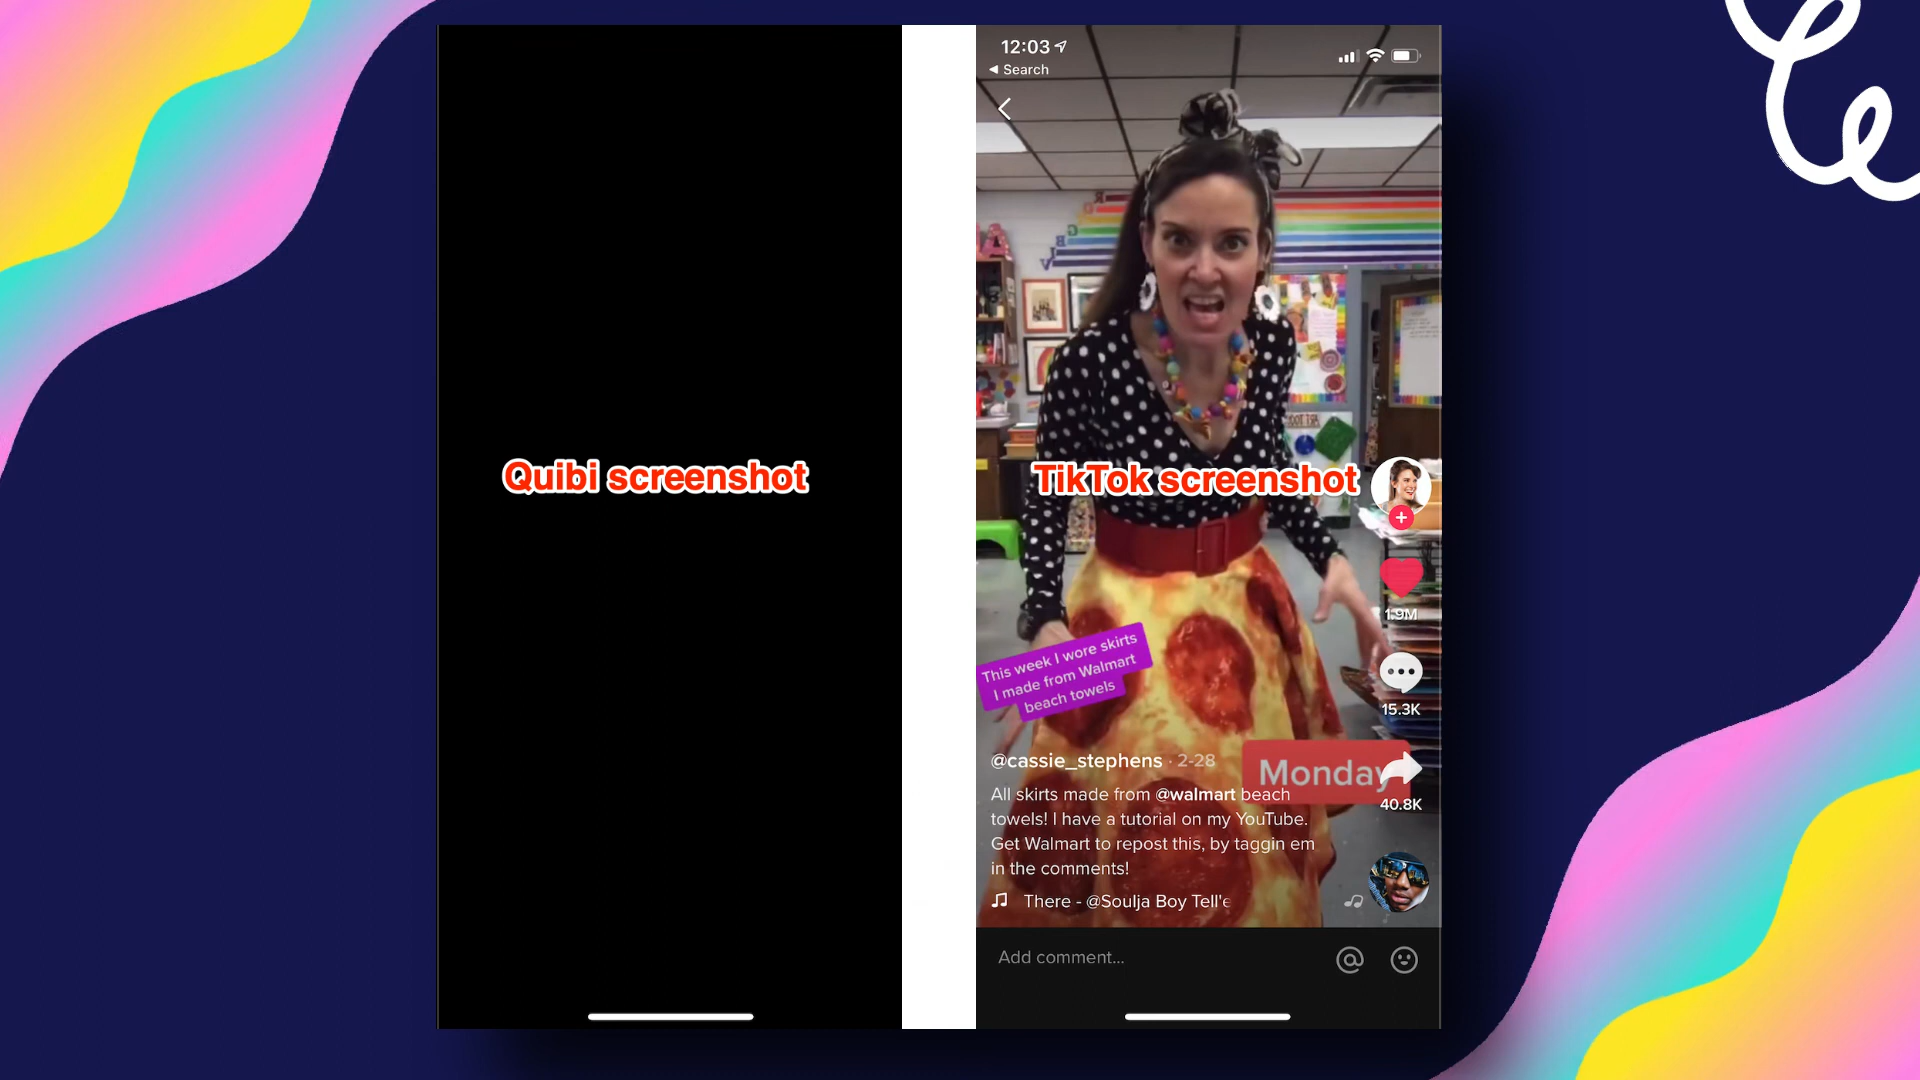 Quibi screenshot
12:03
Search
TikTok screenshot
1.9M
This week I wore skirts
I made from Walmart
beach towels
15.3K
@cassie_stephens · 2-28
Monday
All skirts made from @walmart beach
towels! I have a tutorial on my YouTube.
Get Walmart to repost this, by taggin em
in the comments!
40.8K
There - @Soulja Boy Tell'e
Add comment...